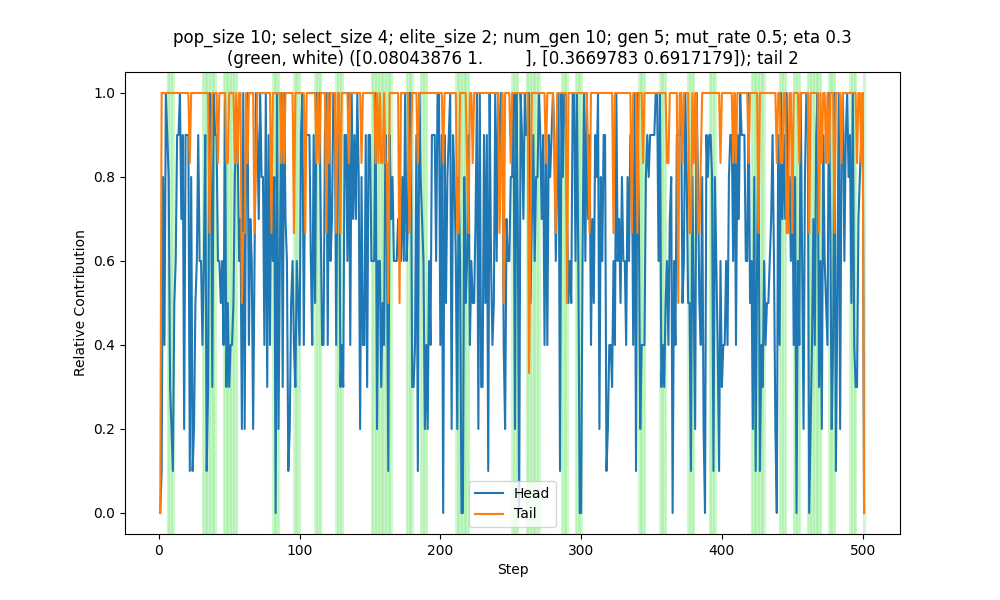 pop_size 10; select_size 4; elite_size 2; num_gen 10; gen 5; mut_rate 0.5; eta 0.3
(green, white) ([0.08043876 1.         ], [0.3669783 0.6917179]); tail 2
1.0
0.8
0.6
0.4
0.2
0.0
Relative Contribution
Head
Tail
0 100 200 300 400 500
Step